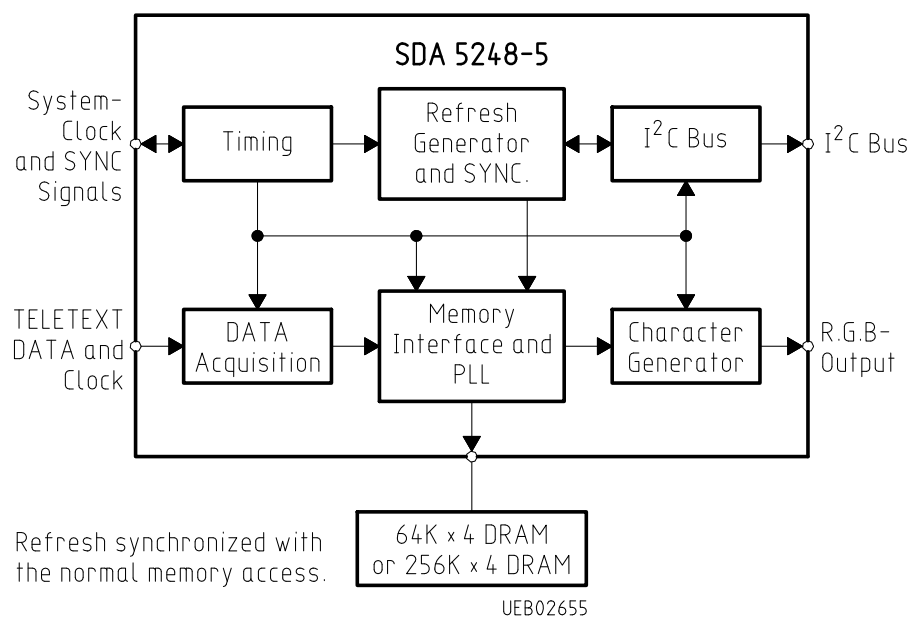 SDA 5248-5
System-
Clock
and SYNC
Signals
Timing
Refresh
Generator
and SYNC.
I²C Bus
I²C Bus
TELETEXT
DATA and
Clock
DATA
Acquisition
Memory
Interface and
PLL
Character
Generator
R.G.B-
Output
Refresh synchronized with
the normal memory access.
64K x 4 DRAM
or 256K x 4 DRAM
UEB02655